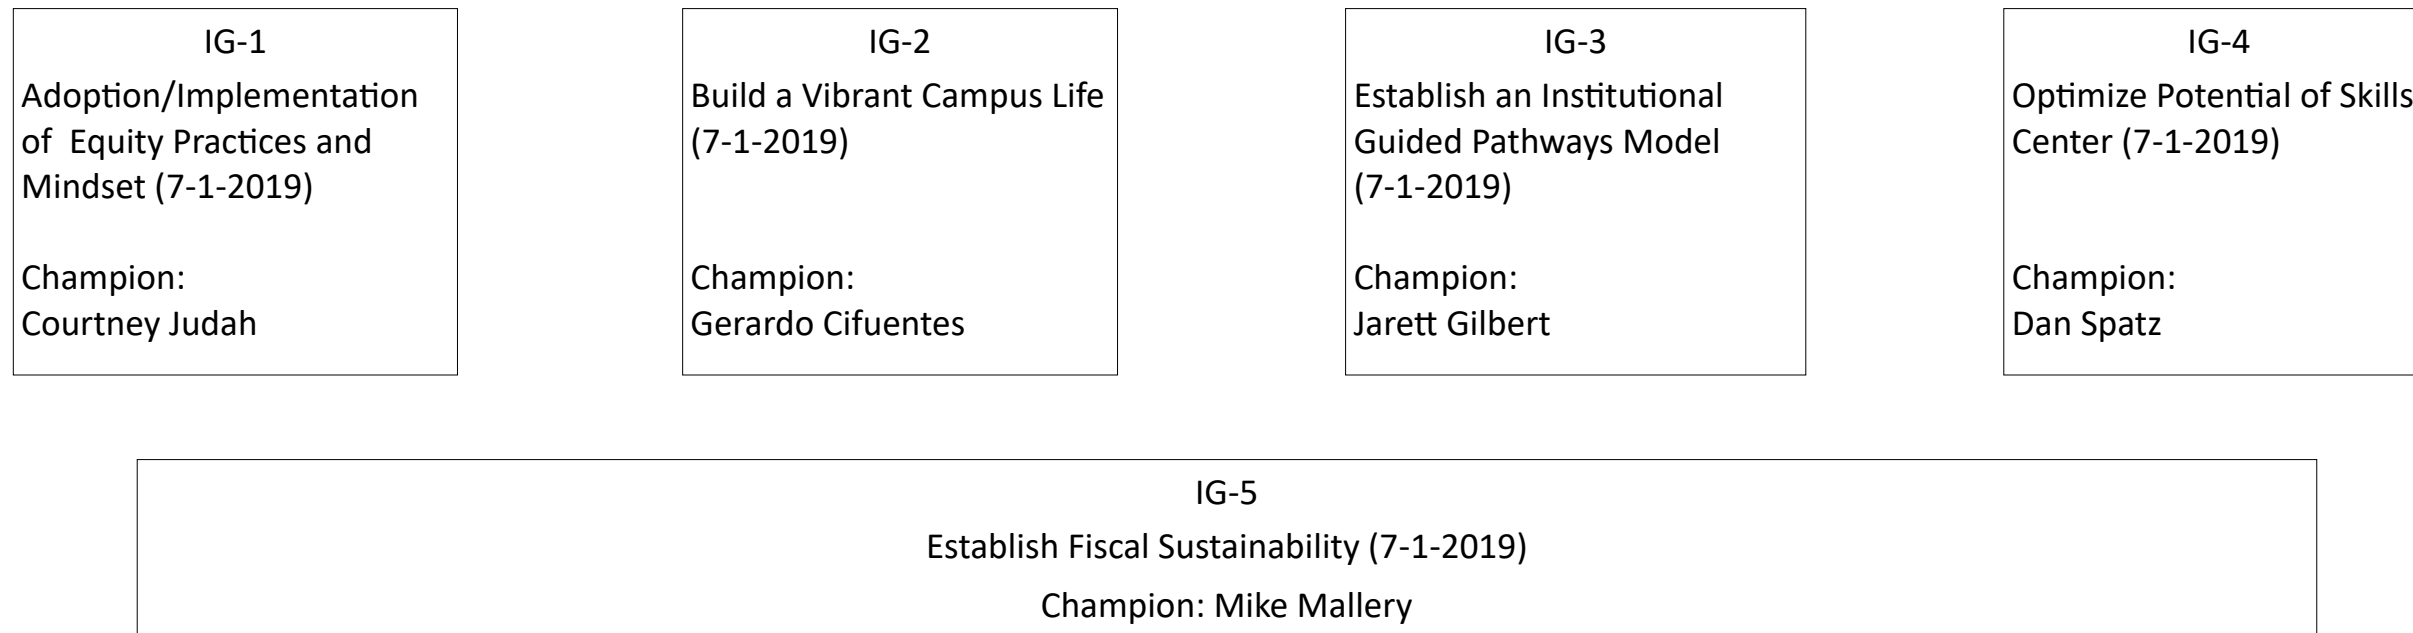 IG-1
Adoption/Implementation
of  Equity Practices and
Mindset (7-1-2019)
Champion:
Courtney Judah
IG-2
Build a Vibrant Campus Life
(7-1-2019)
Champion:
Gerardo Cifuentes
IG-3
Establish an Institutional
Guided Pathways Model
(7-1-2019)
Champion:
Jarett Gilbert
IG-4
Optimize Potential of Skills
Center (7-1-2019)
Champion:
Dan Spatz
IG-5
Establish Fiscal Sustainability (7-1-2019)
Champion: Mike Mallery